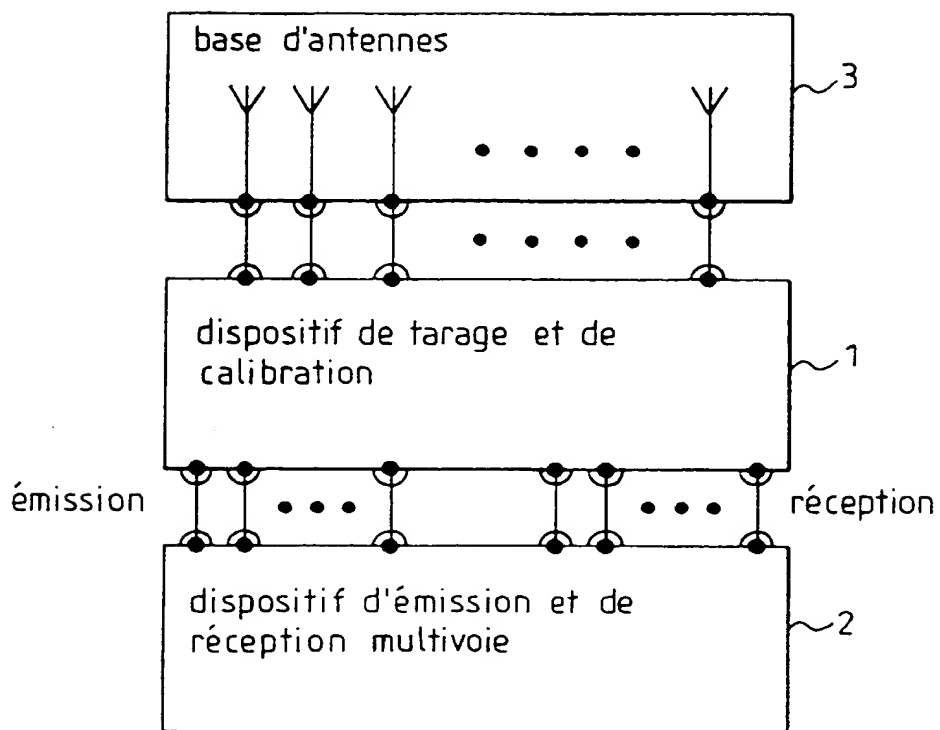 base d'antennes
3
dispositif de tarage et de
calibration
1
émission
réception
dispositif d'émission et de
réception multivoie
2